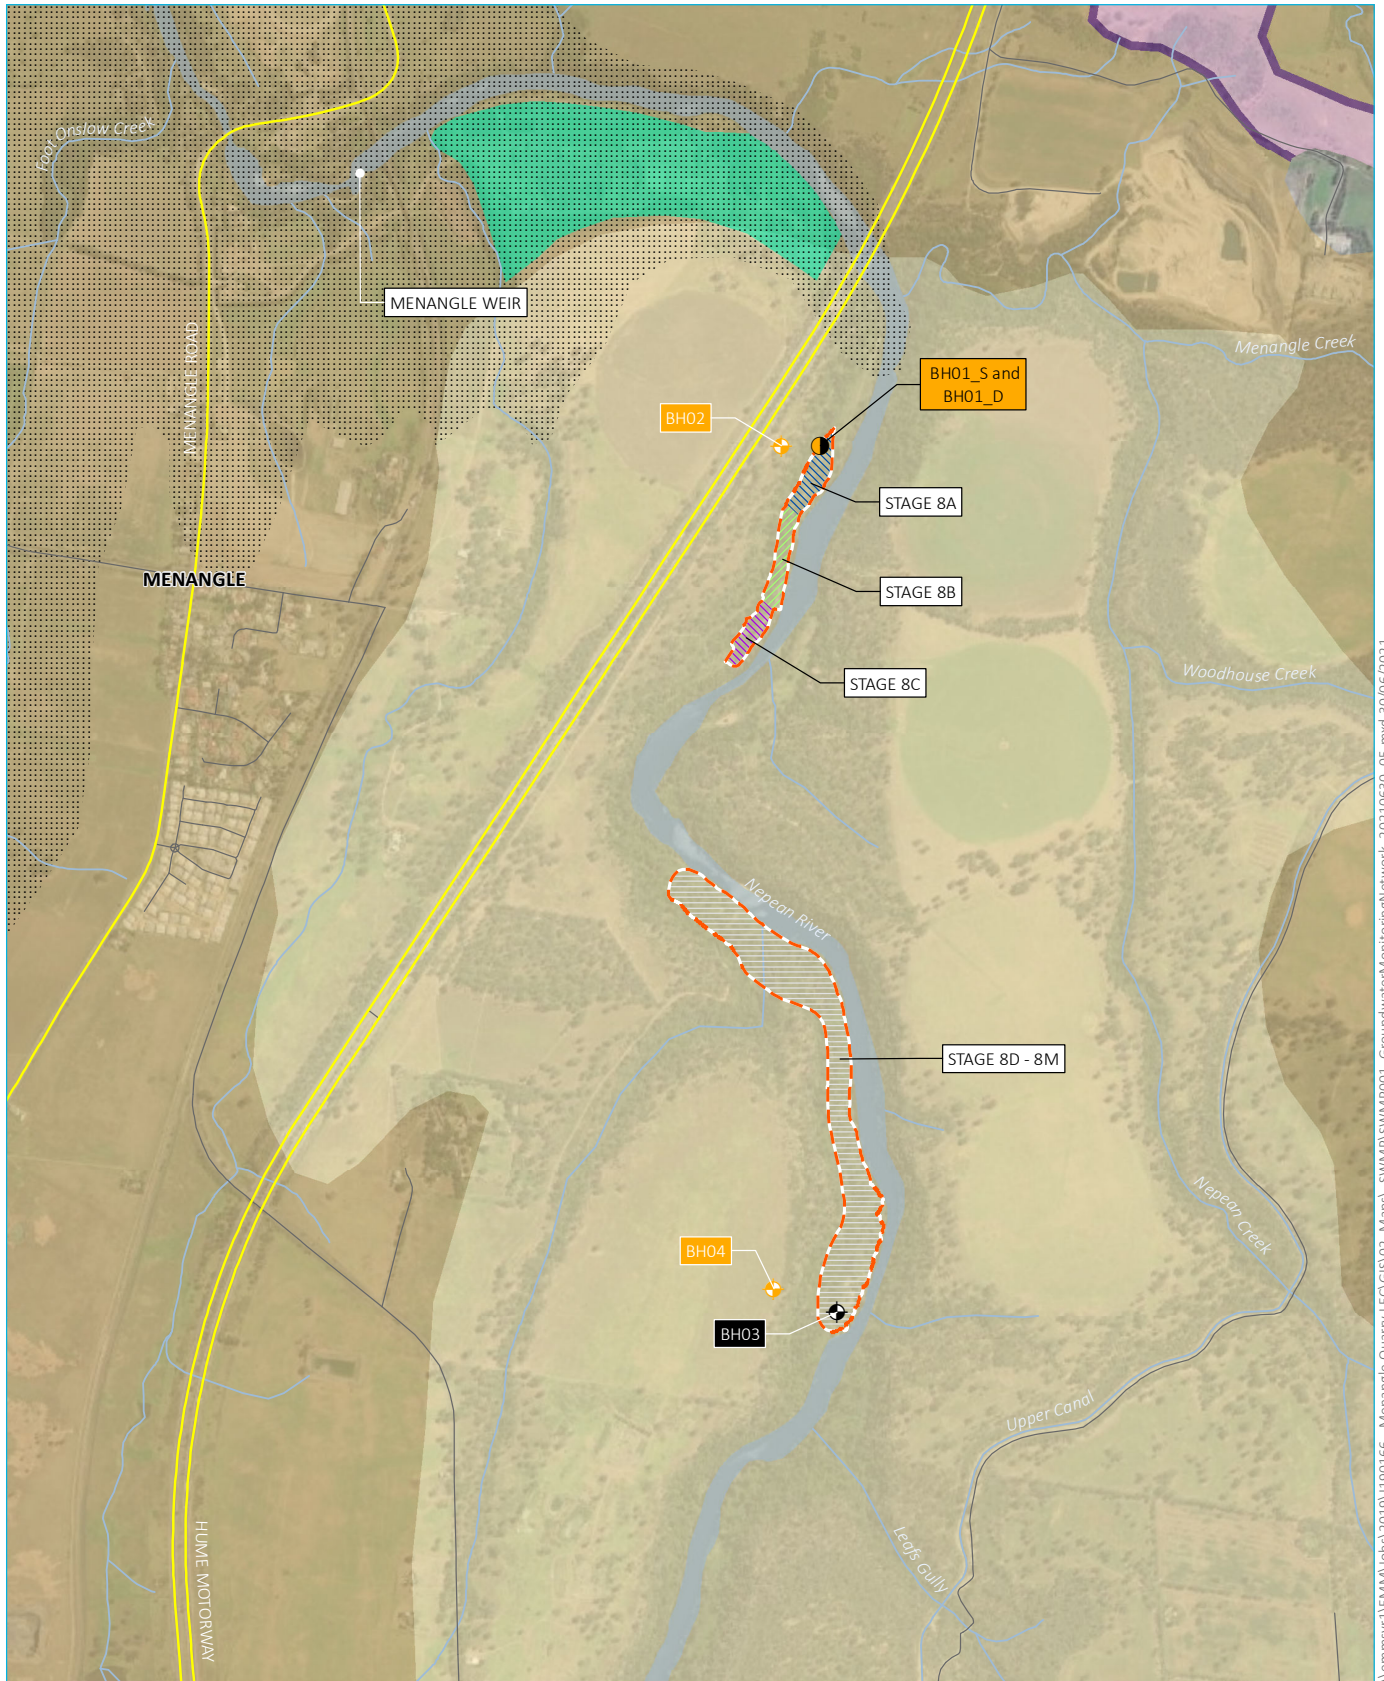 Foot Onslow Creek
MENANGLE WEIR
MENANGLE ROAD
Menangle Creek
BH01_S and
BH01_D
BH02
STAGE 8A
MENANGLE
STAGE 8B
Woodhouse Creek
STAGE 8C
Nepean River
STAGE 8D - 8M
Nepean Creek
BH04
BH03
Upper Canal
HUME MOTORWAY
Leafs Gully